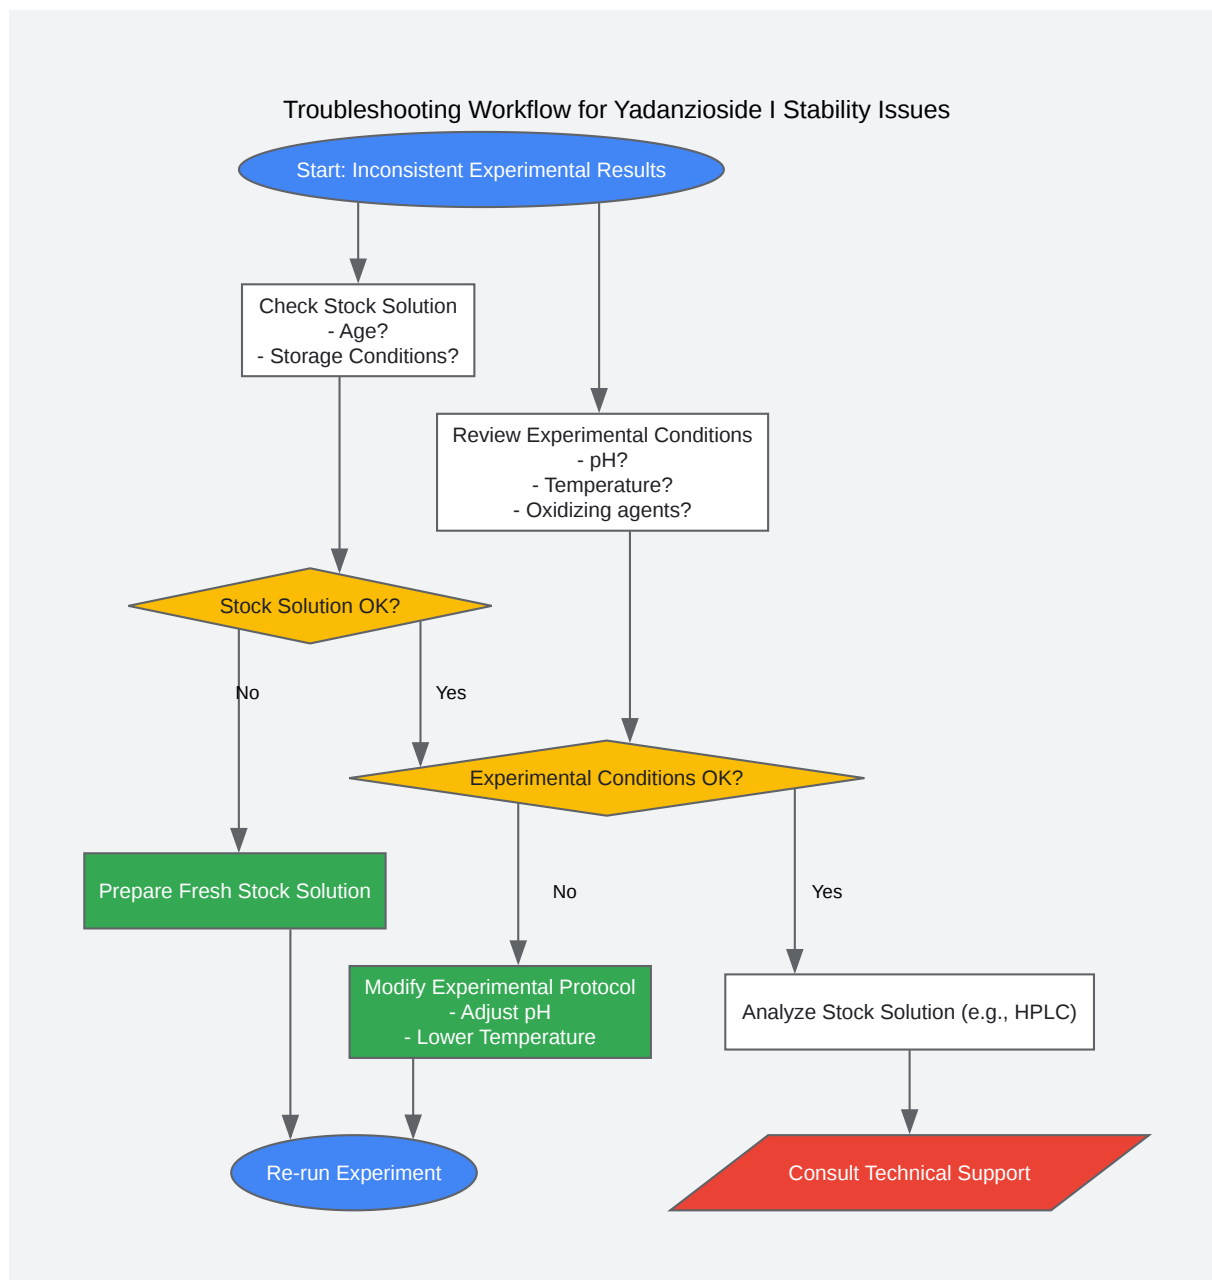 Troubleshooting Workflow for Yadanzioside I Stability Issues
Start: Inconsistent Experimental Results
Check Stock Solution
- Age?
- Storage Conditions?
Review Experimental Conditions
- pH?
- Temperature?
- Oxidizing agents?
Stock Solution OK?
No
Yes
Experimental Conditions OK?
Prepare Fresh Stock Solution
No
Yes
Modify Experimental Protocol
- Adjust pH
- Lower Temperature
Analyze Stock Solution (e.g., HPLC)
Re-run Experiment
Consult Technical Support